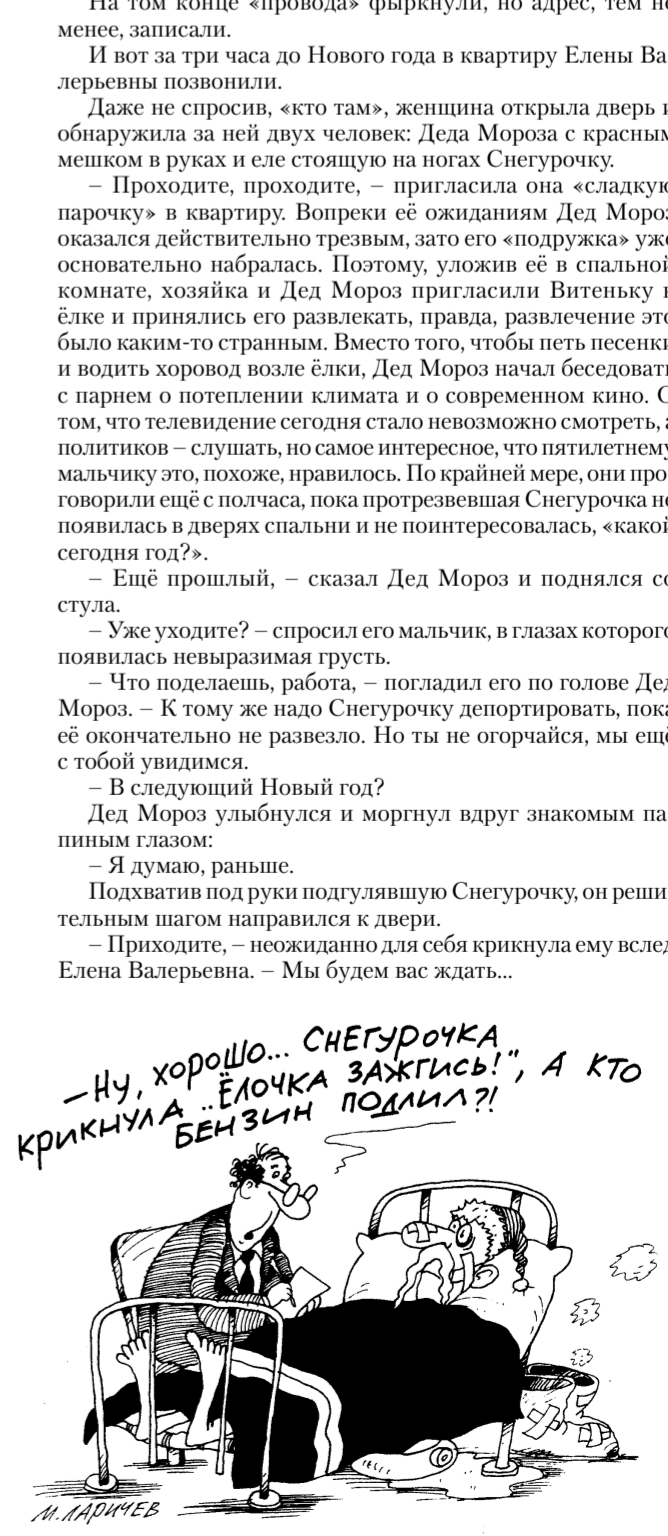 На том конце «провода» фыркнули, но адрес, тем не
менее, записали.
И вот за три часа до Нового года в квартиру Елены Ва
лерьевны позвонили.
Даже не спросив, «кто там», женщина открыла дверь и
обнаружила за ней двух человек: Деда Мороза с красным
мешком в руках и еле стоящую на ногах Снегурочку.
– Проходите, проходите, – пригласила она «сладкую
парочку» в квартиру. Вопреки её ожиданиям Дед Мороз
оказался действительно трезвым, зато его «подружка» уже
основательно набралась. Поэтому, уложив её в спальной
комнате, хозяйка и Дед Мороз пригласили Витеньку к
ёлке и принялись его развлекать, правда, развлечение это
было каким-то странным. Вместо того, чтобы петь песенки
и водить хоровод возле ёлки, Дед Мороз начал беседовать
с парнем о потеплении климата и о современном кино. О
том, что телевидение сегодня стало невозможно смотреть, а
политиков – слушать, но самое интересное, что пятилетнему
мальчику это, похоже, нравилось. По крайней мере, они про
говорили ещё с полчаса, пока протрезвевшая Снегурочка не
появилась в дверях спальни и не поинтересовалась, «какой
сегодня год?».
– Ещё прошлый, – сказал Дед Мороз и поднялся со
стула.
– Уже уходите? – спросил его мальчик, в глазах которого
появилась невыразимая грусть.
– Что поделаешь, работа, – погладил его по голове Дед
Мороз. – К тому же надо Снегурочку депортировать, пока
её окончательно не развезло. Но ты не огорчайся, мы ещё
с тобой увидимся.
– В следующий Новый год?
Дед Мороз улыбнулся и моргнул вдруг знакомым па
пиным глазом:
– Я думаю, раньше.
Подхватив под руки подгулявшую Снегурочку, он реши
тельным шагом направился к двери.
– Приходите, – неожиданно для себя крикнула ему вслед
Елена Валерьевна. – Мы будем вас ждать...
– Ну, хорошо... Снегурочка
крикнула „Ёлочка зажгись!", а кто
бензин подлил?!
М.Ларичев